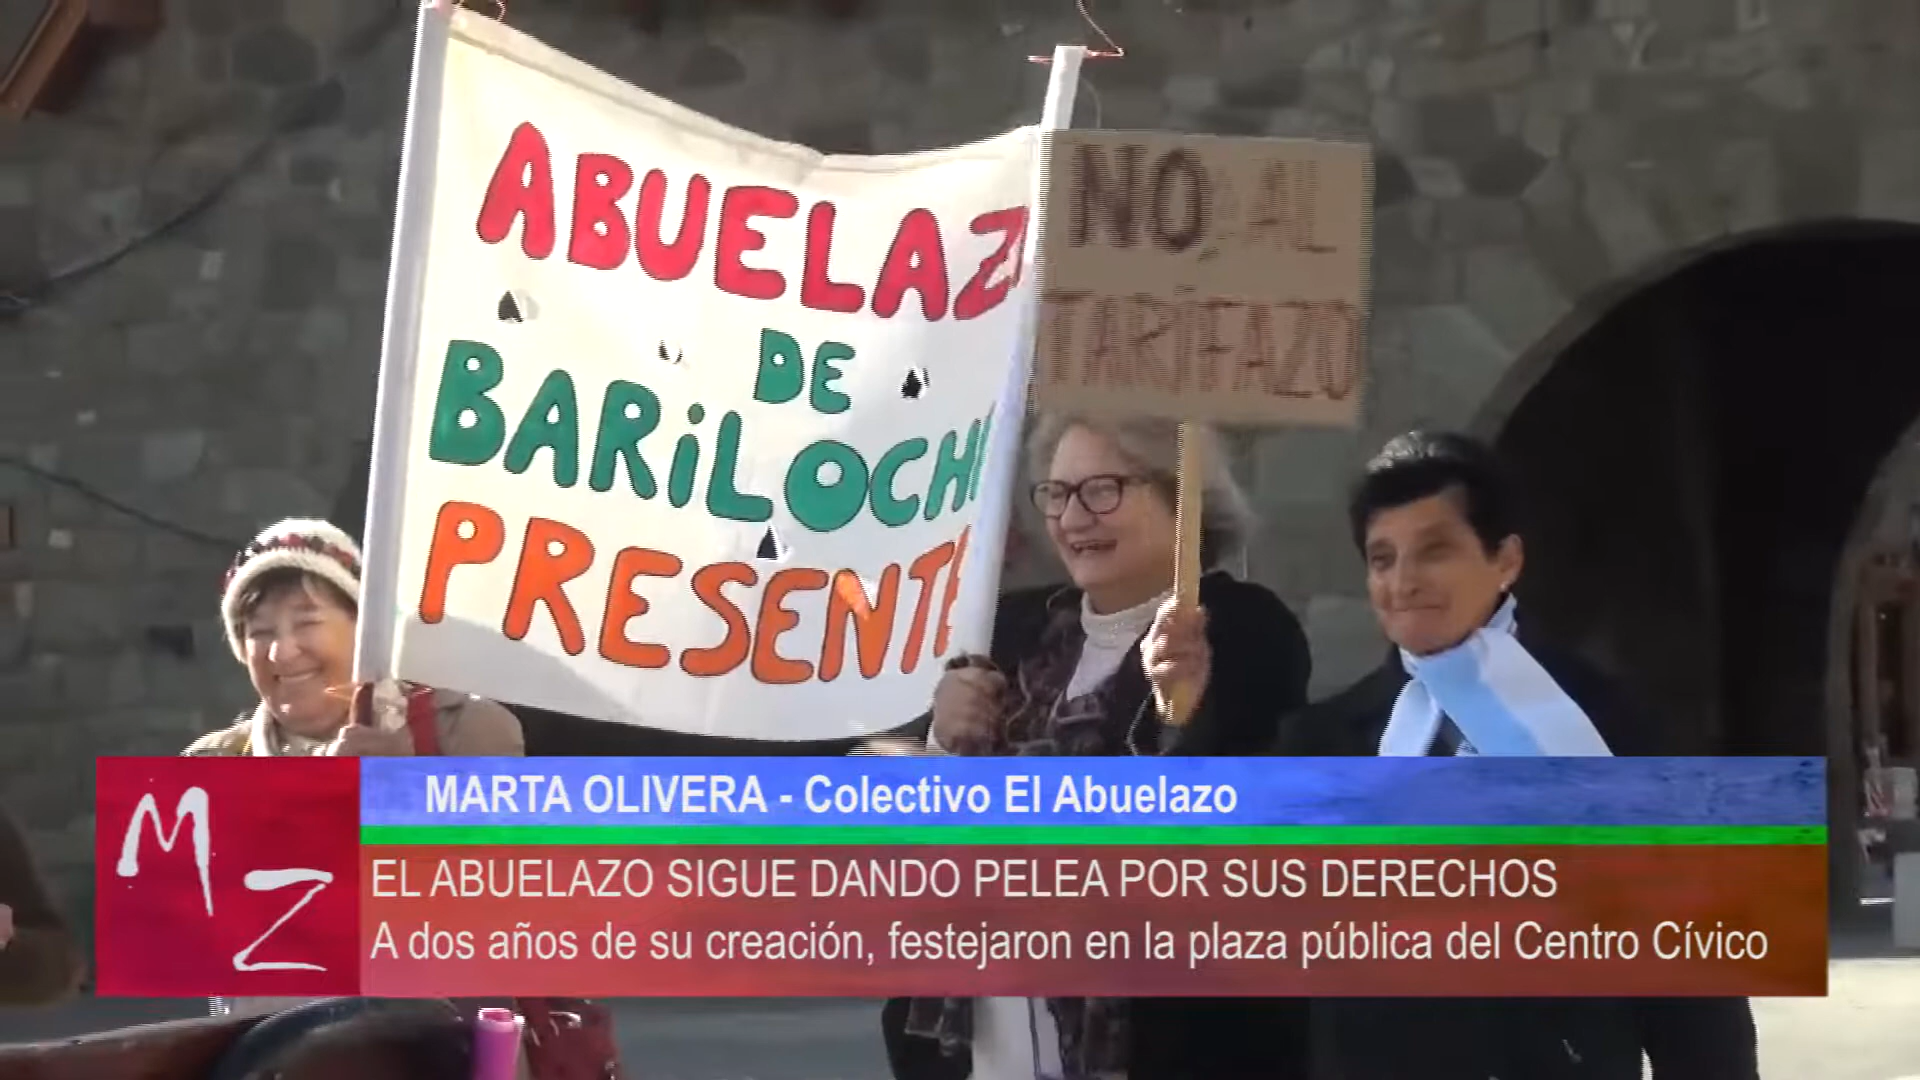 ABUELAZ
DE
BARiLOCH
PRESENTE
NO AL
TARIFAZO
MZ
MARTA OLIVERA - Colectivo El Abuelazo
EL ABUELAZO SIGUE DANDO PELEA POR SUS DERECHOS
A dos años de su creación, festejaron en la plaza pública del Centro Cívico